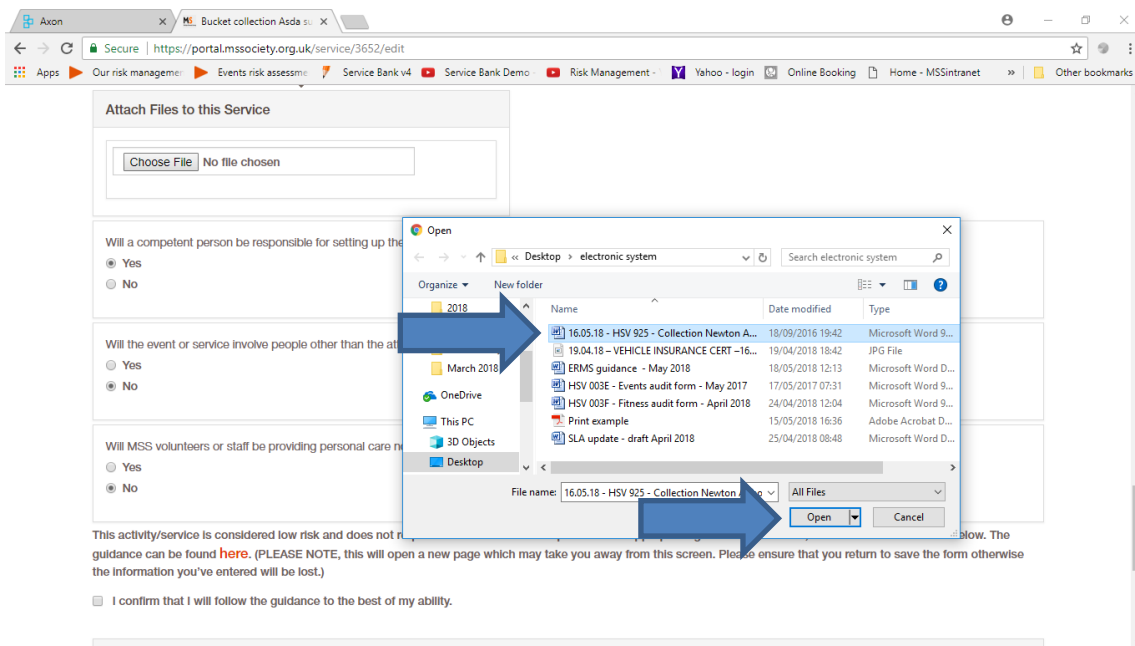 Axon
Bucket collection Asda su
Secure | https://portal.mssociety.org.uk/service/3652/edit
Apps Our risk managemen Events risk assessme Service Bank v4 Service Bank Demo - Risk Management - Yahoo - login Online Booking Home - MSSintranet » Other bookmarks
Attach Files to this Service
Choose File No file chosen
Will a competent person be responsible for setting up the
Yes
No
Will the event or service involve people other than the
Yes
No
Will MSS volunteers or staff be providing personal care
Yes
No
Open
« Desktop › electronic system
Search electronic system
Organize
New folder
Name Date modified Type
2018
March 2018
OneDrive
This PC
3D Objects
Desktop
16.05.18 - HSV 925 - Collection Newton A... 18/09/2016 19:42 Microsoft Word 9...
19.04.18 – VEHICLE INSURANCE CERT –16... 19/04/2018 18:42 JPG File
ERMS guidance - May 2018 18/05/2018 12:13 Microsoft Word D...
HSV 003E - Events audit form - May 2017 17/05/2017 07:31 Microsoft Word 9...
HSV 003F - Fitness audit form - April 2018 24/04/2018 12:04 Microsoft Word 9...
Print example 15/05/2018 16:36 Adobe Acrobat D...
SLA update - draft April 2018 25/04/2018 08:48 Microsoft Word D...
File name: 16.05.18 - HSV 925 - Collection Newton All Files
Open Cancel
This activity/service is considered low risk and does not The
guidance can be found here. (PLEASE NOTE, this will open a new page which may take you away from this screen. Please ensure that you return to save the form otherwise
the information you've entered will be lost.)
I confirm that I will follow the guidance to the best of my ability.